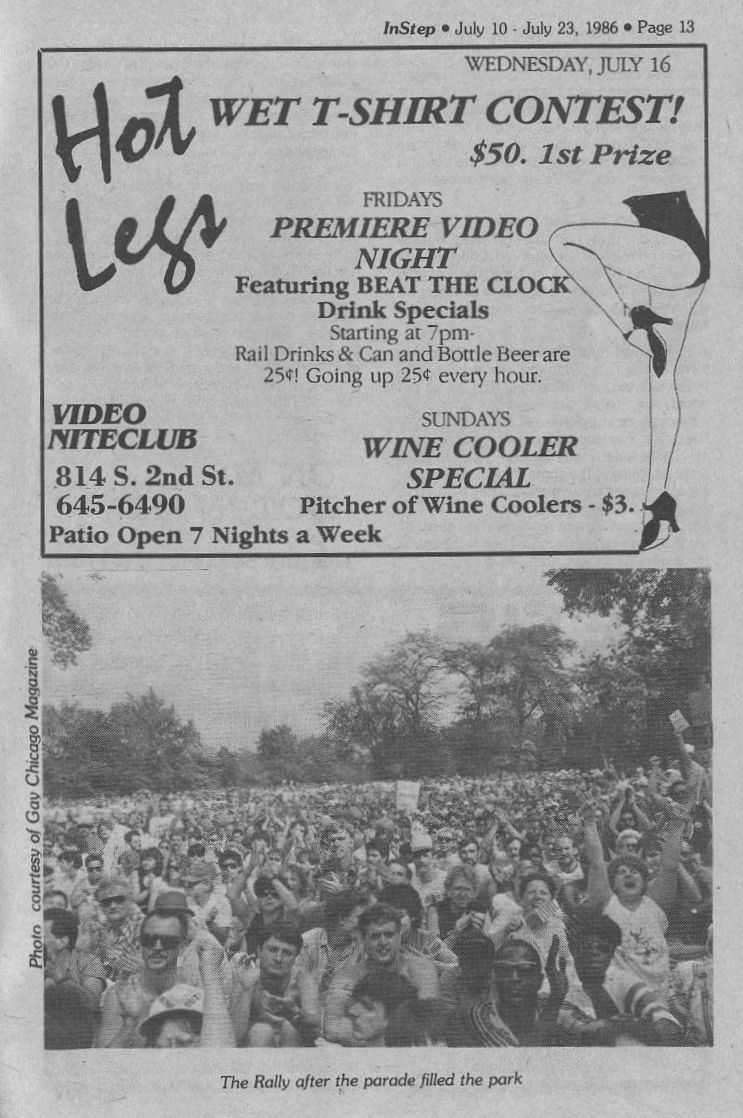 InStep • July 10 - July 23, 1986 • Page 13
Hot
Legs
WEDNESDAY, JULY 16
WET T-SHIRT CONTEST!
$50. 1st Prize
FRIDAYS
PREMIERE VIDEO
NIGHT
Featuring BEAT THE CLOCK
Drink Specials
Starting at 7pm-
Rail Drinks & Can and Bottle Beer are
25¢! Going up 25¢ every hour.
VIDEO
NITECLUB
814 S. 2nd St.
645-6490
Patio Open 7 Nights a Week
SUNDAYS
WINE COOLER
SPECIAL
Pitcher of Wine Coolers - $3.
Photo courtesy of Gay Chicago Magazine
The Rally after the parade filled the park